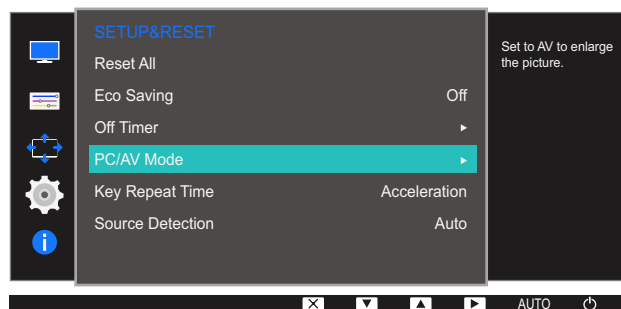 SETUP&RESET
Reset All
Eco Saving Off
Off Timer
PC/AV Mode
Key Repeat Time Acceleration
Source Detection Auto
Set to AV to enlarge
the picture.
AUTO